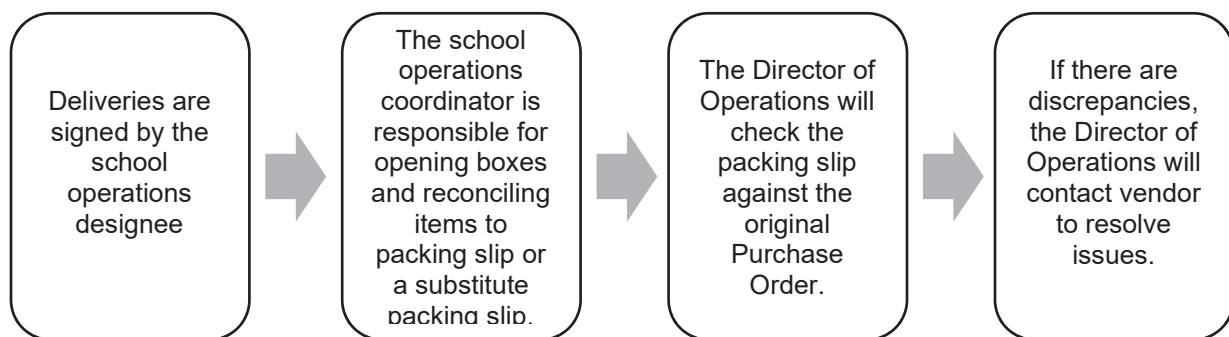 Deliveries are
signed by the
school
operations
designee
The school
operations
coordinator is
responsible for
opening boxes
and reconciling
items to
packing slip or
a substitute
packing slip.
The Director of
Operations will
check the
packing slip
against the
original
Purchase
Order.
If there are
discrepancies,
the Director of
Operations will
contact vendor
to resolve
issues.